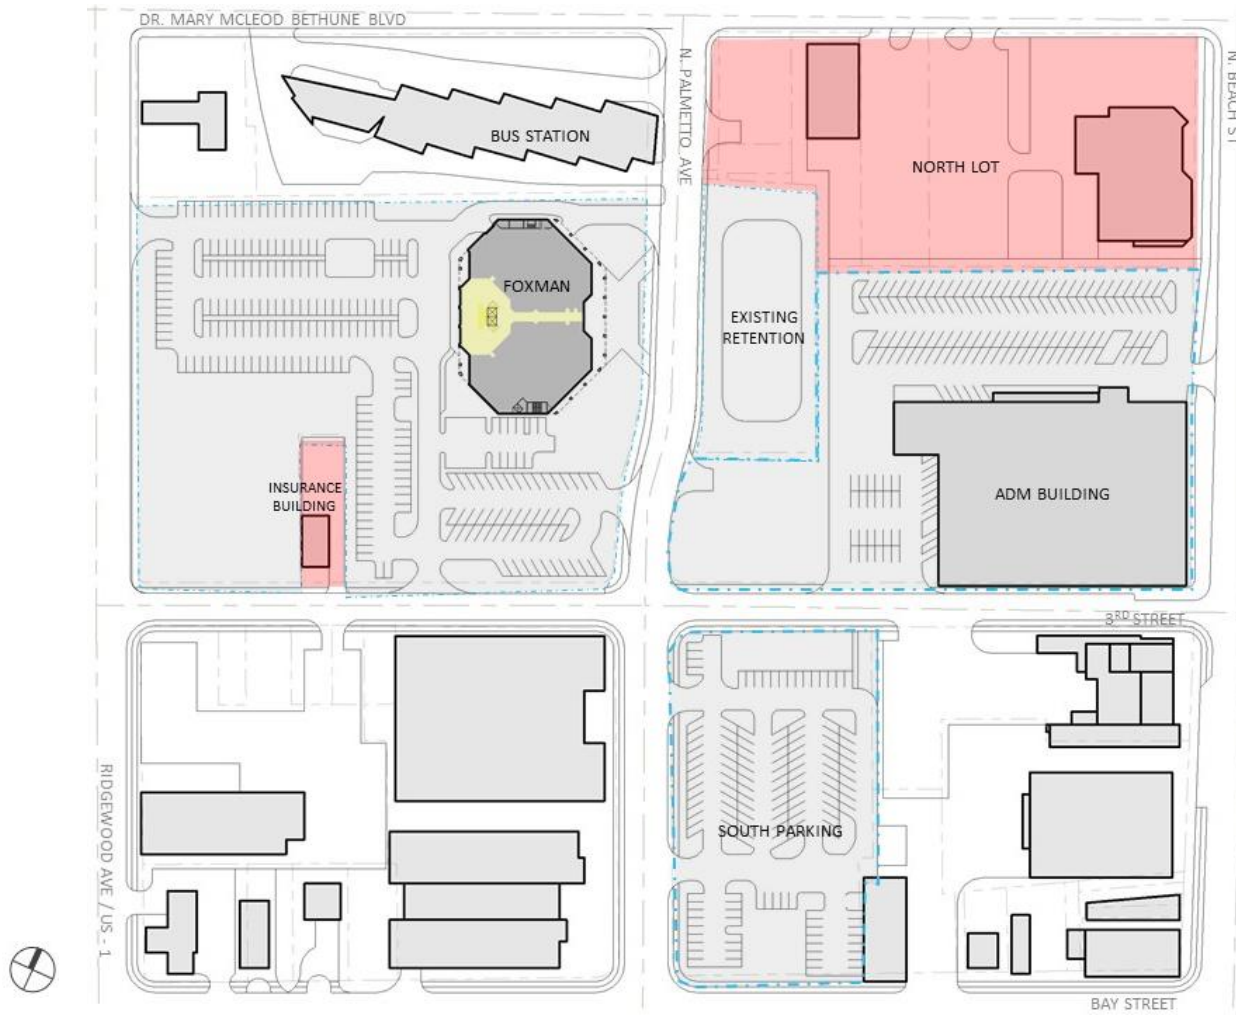 DR. MARY MCLEOD BETHUNE BLVD
N. PALMETTO AVE
N. BEACH ST
BUS STATION
NORTH LOT
FOXMAN
EXISTING
RETENTION
INSURANCE
BUILDING
ADM BUILDING
3RD STREET
RIDGEWOOD AVE / US - 1
SOUTH PARKING
BAY STREET